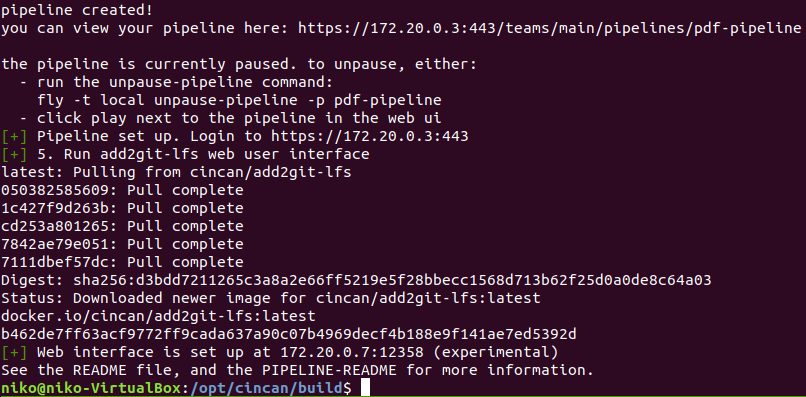 pipeline created!
you can view your pipeline here: https://172.20.0.3:443/teams/main/pipelines/pdf-pipeline

the pipeline is currently paused. to unpause, either:
  - run the unpause-pipeline command:
    fly -t local unpause-pipeline -p pdf-pipeline
  - click play next to the pipeline in the web ui
[+] Pipeline set up. Login to https://172.20.0.3:443
[+] 5. Run add2git-lfs web user interface
latest: Pulling from cincan/add2git-lfs
050382585609: Pull complete
1c427f9d263b: Pull complete
cd253a801265: Pull complete
7842ae79e051: Pull complete
7111dbef57dc: Pull complete
Digest: sha256:d3bdd7211265c3a8a2e66ff5219e5f28bbecc1568d713b62f25d0a0de8c64a03
Status: Downloaded newer image for cincan/add2git-lfs:latest
docker.io/cincan/add2git-lfs:latest
b462de7ff63acf9772ff9cada637a90c07b4969decf4b188e9f141ae7ed5392d
[+] Web interface is set up at 172.20.0.7:12358 (experimental)
See the README file, and the PIPELINE-README for more information.
niko@niko-VirtualBox:/opt/cincan/build$